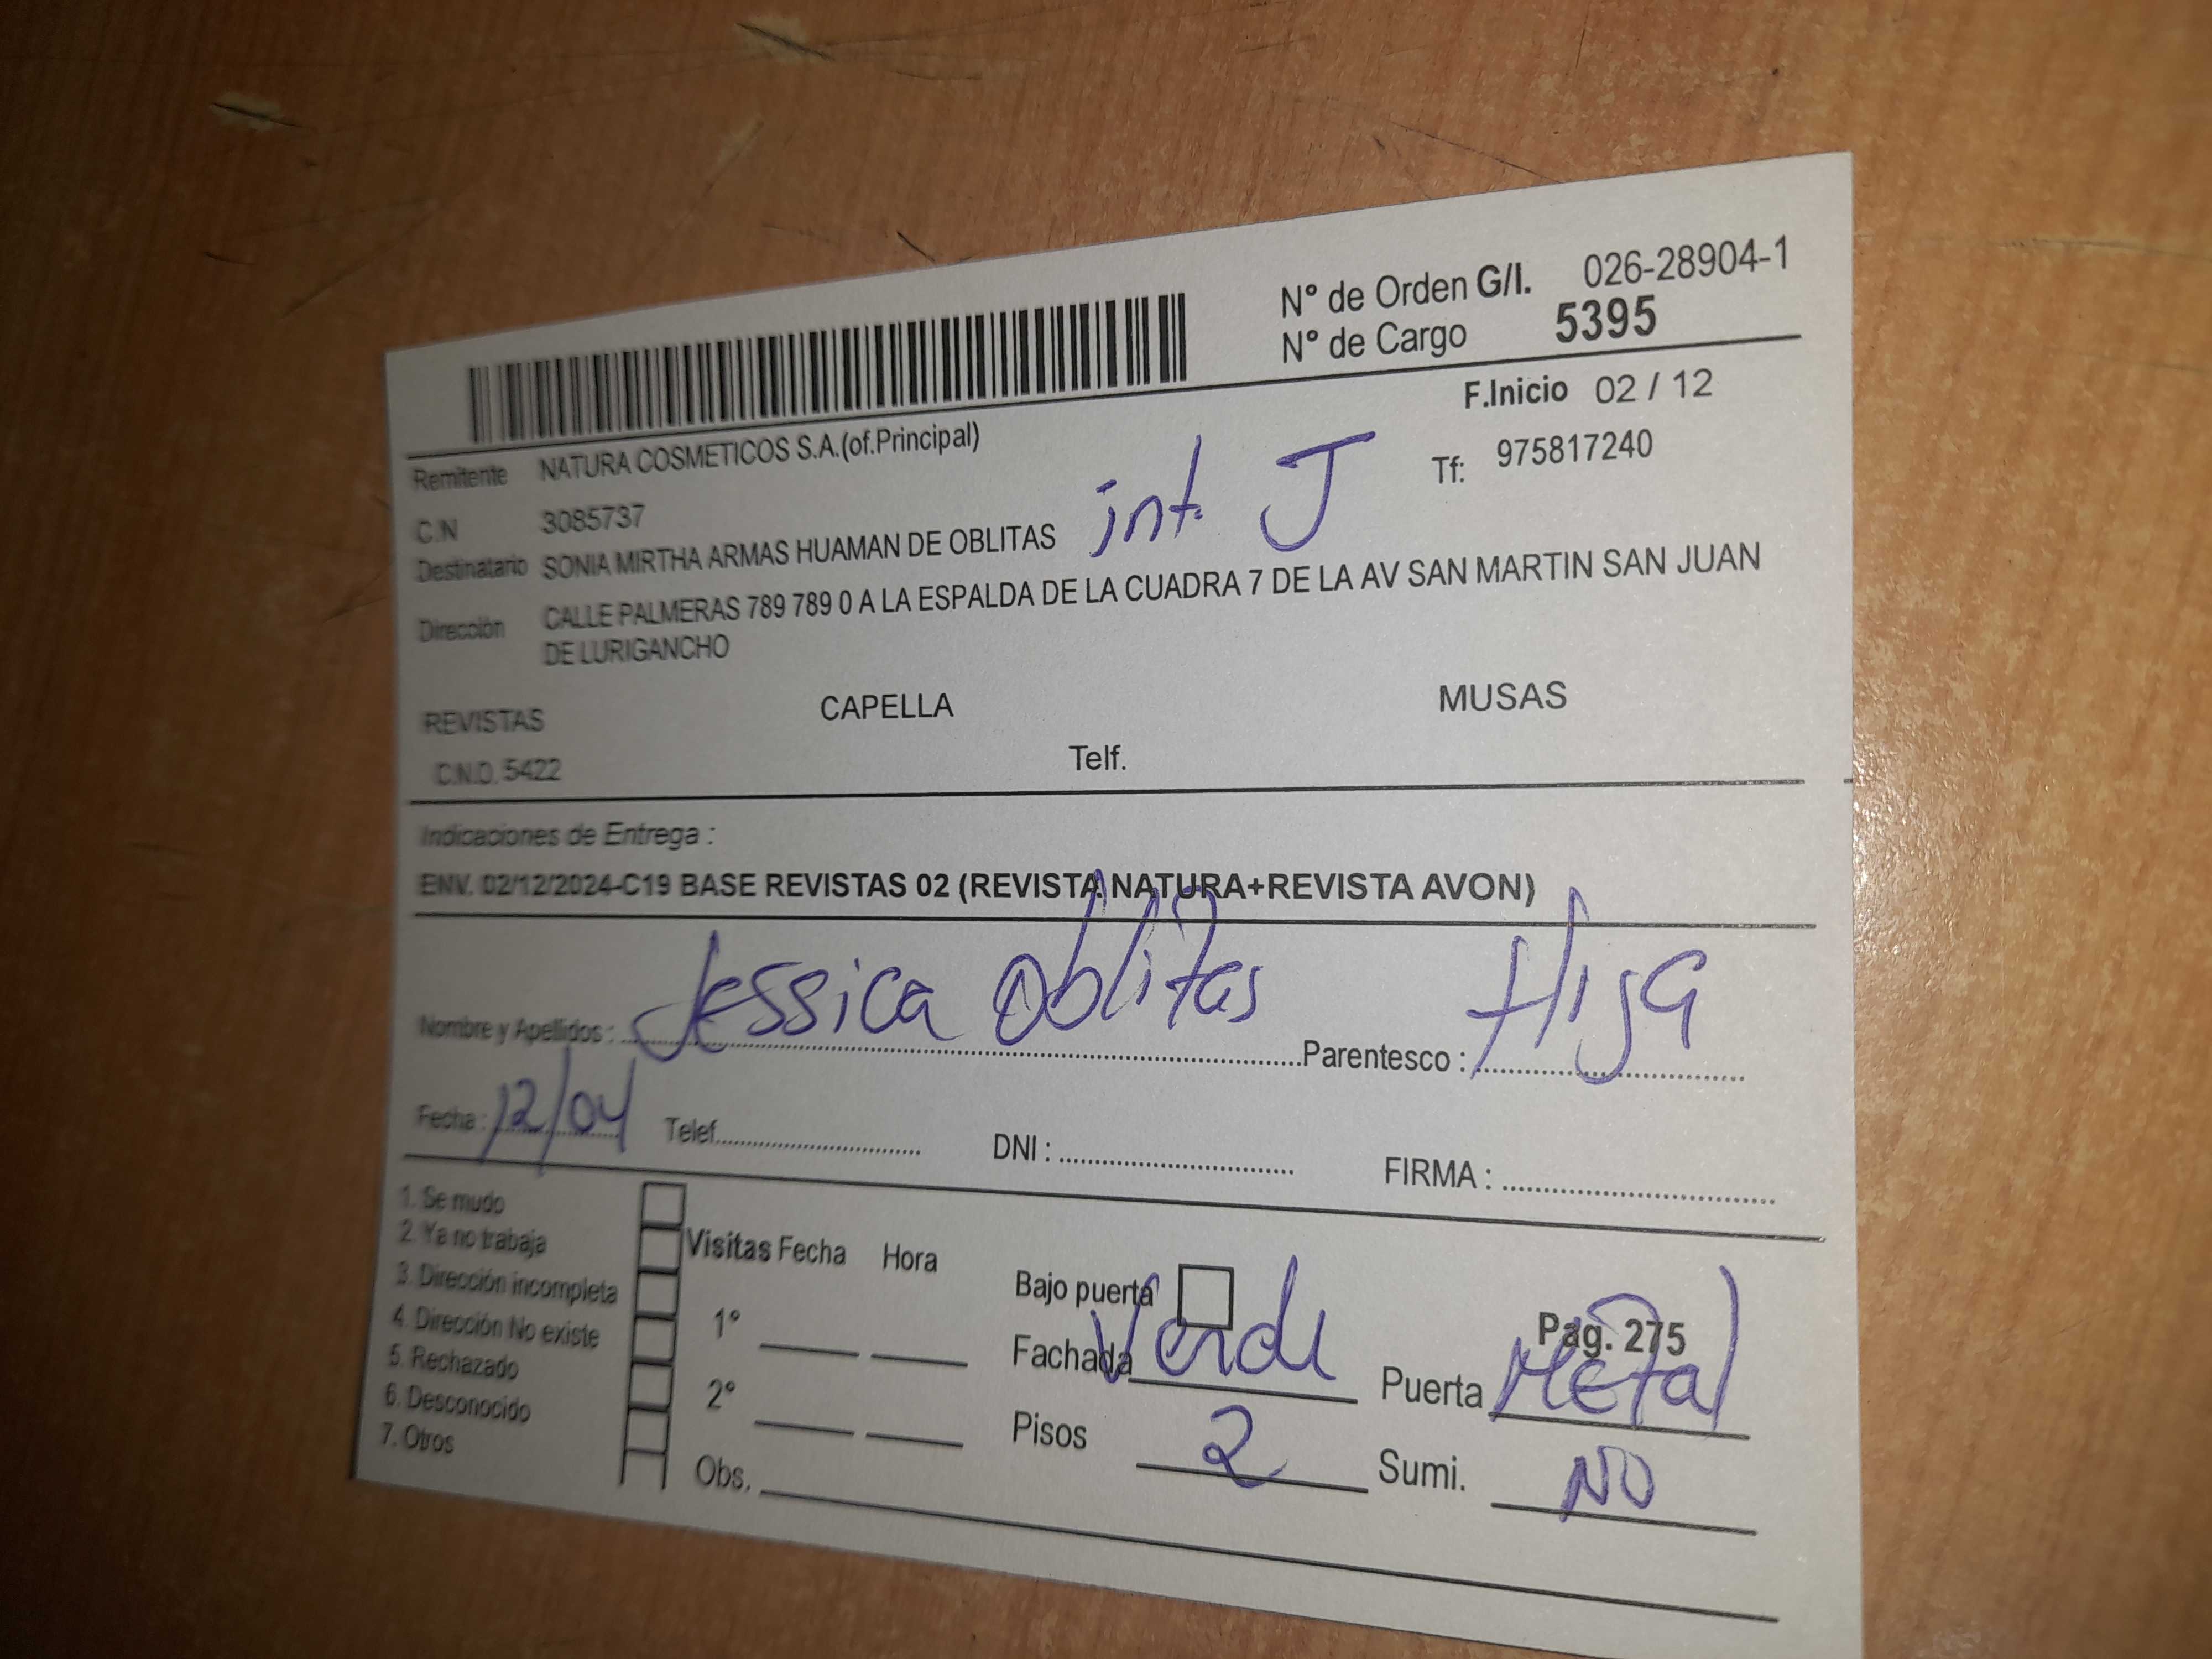 N° de Orden G/I. 026-28904-1
N° de Cargo 5395
F.Inicio 02 / 12
Remitente NATURA COSMETICOS S.A.(of.Principal)
Tf: 975817240
C.N 3085737
int. J
Destinatario SONIA MIRTHA ARMAS HUAMAN DE OBLITAS
Dirección CALLE PALMERAS 789 789 0 A LA ESPALDA DE LA CUADRA 7 DE LA AV SAN MARTIN SAN JUAN
DE LURIGANCHO
REVISTAS CAPELLA MUSAS
C.N.O. 5422 Telf.
Indicaciones de Entrega :
ENV. 02/12/2024-C19 BASE REVISTAS 02 (REVISTA NATURA+REVISTA AVON)
Nombre y Apellidos : Jessica Oblitas Parentesco : Hija
Fecha : 12/04 Telef. DNI : FIRMA :
1. Se mudo
2. Ya no trabaja
3. Dirección incompleta
4. Dirección No existe
5. Rechazado
6. Desconocido
7. Otros
Visitas Fecha Hora
1°
2°
Obs.
Bajo puerta
Pag. 275
Fachada Verde Puerta Metal
Pisos 2 Sumi. NO